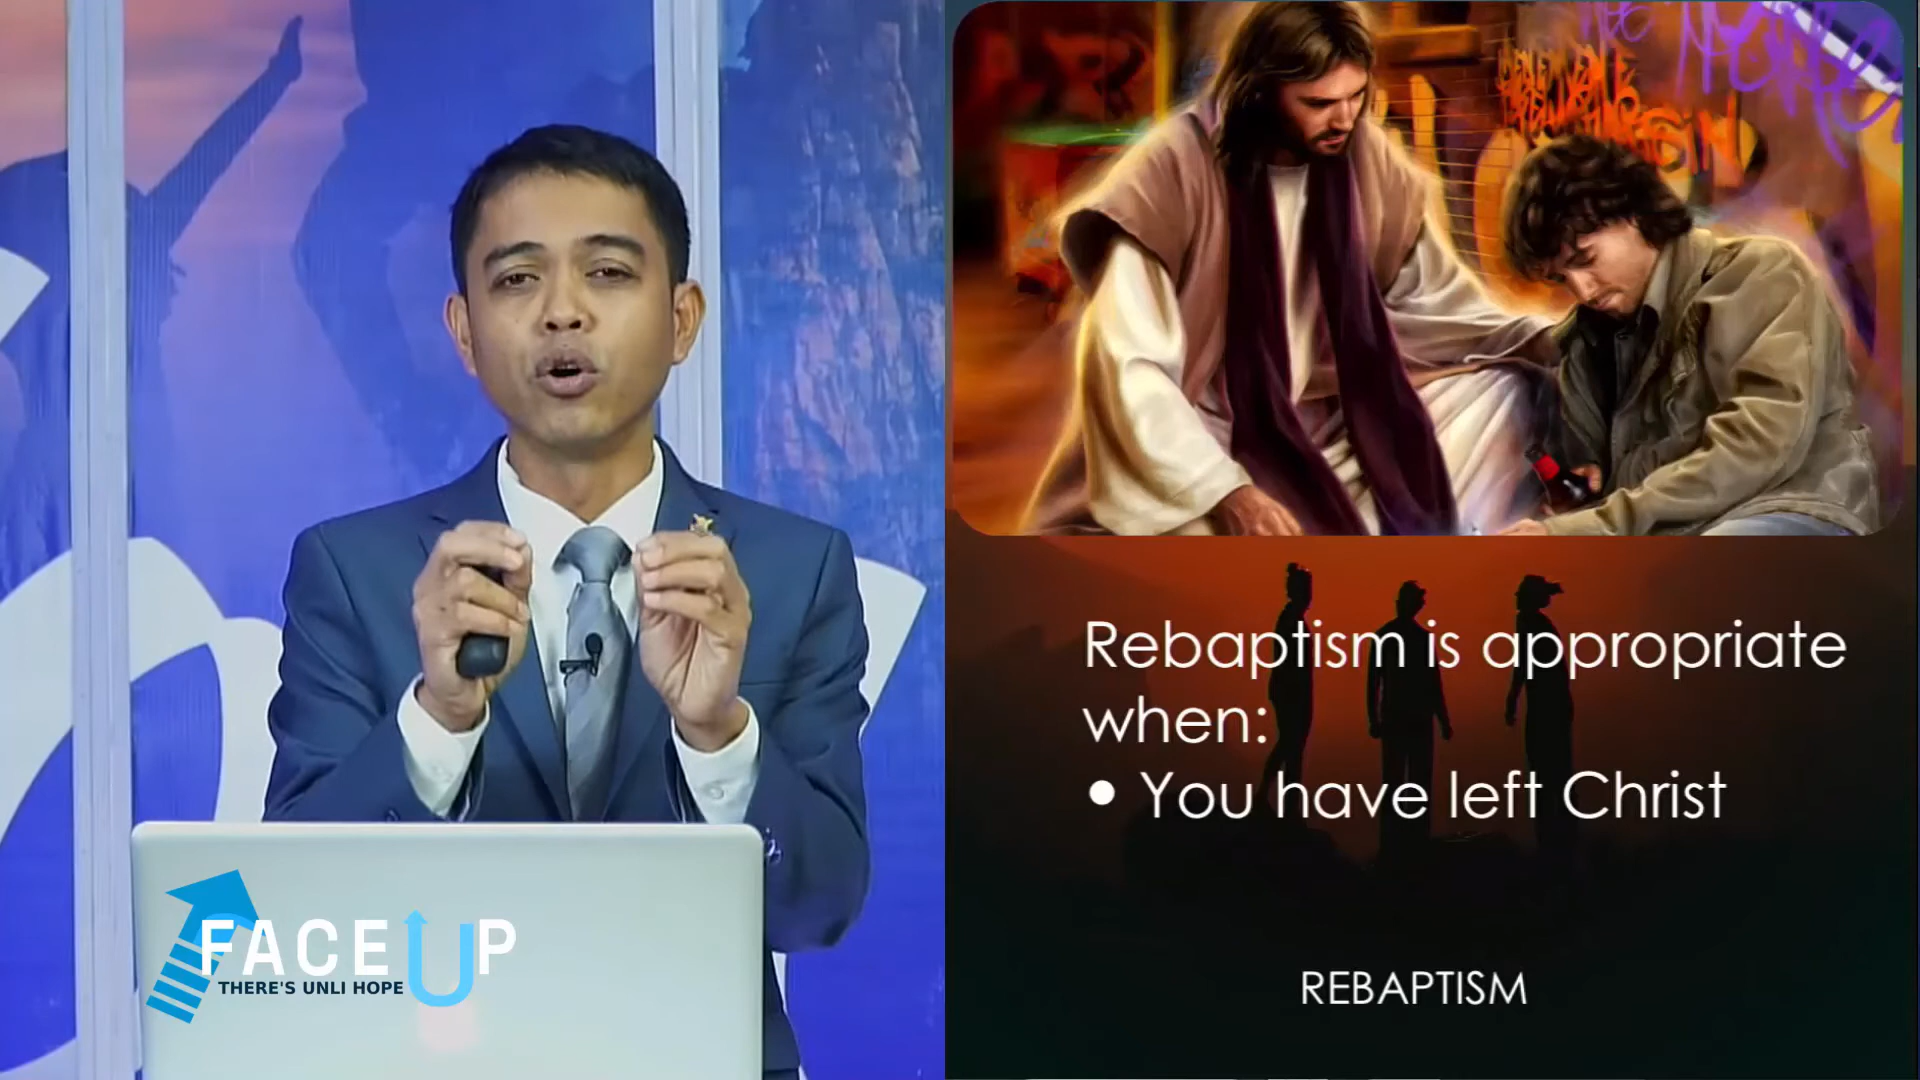 FACE UP
THERE'S UNLI HOPE
Rebaptism is appropriate
when:
• You have left Christ
REBAPTISM